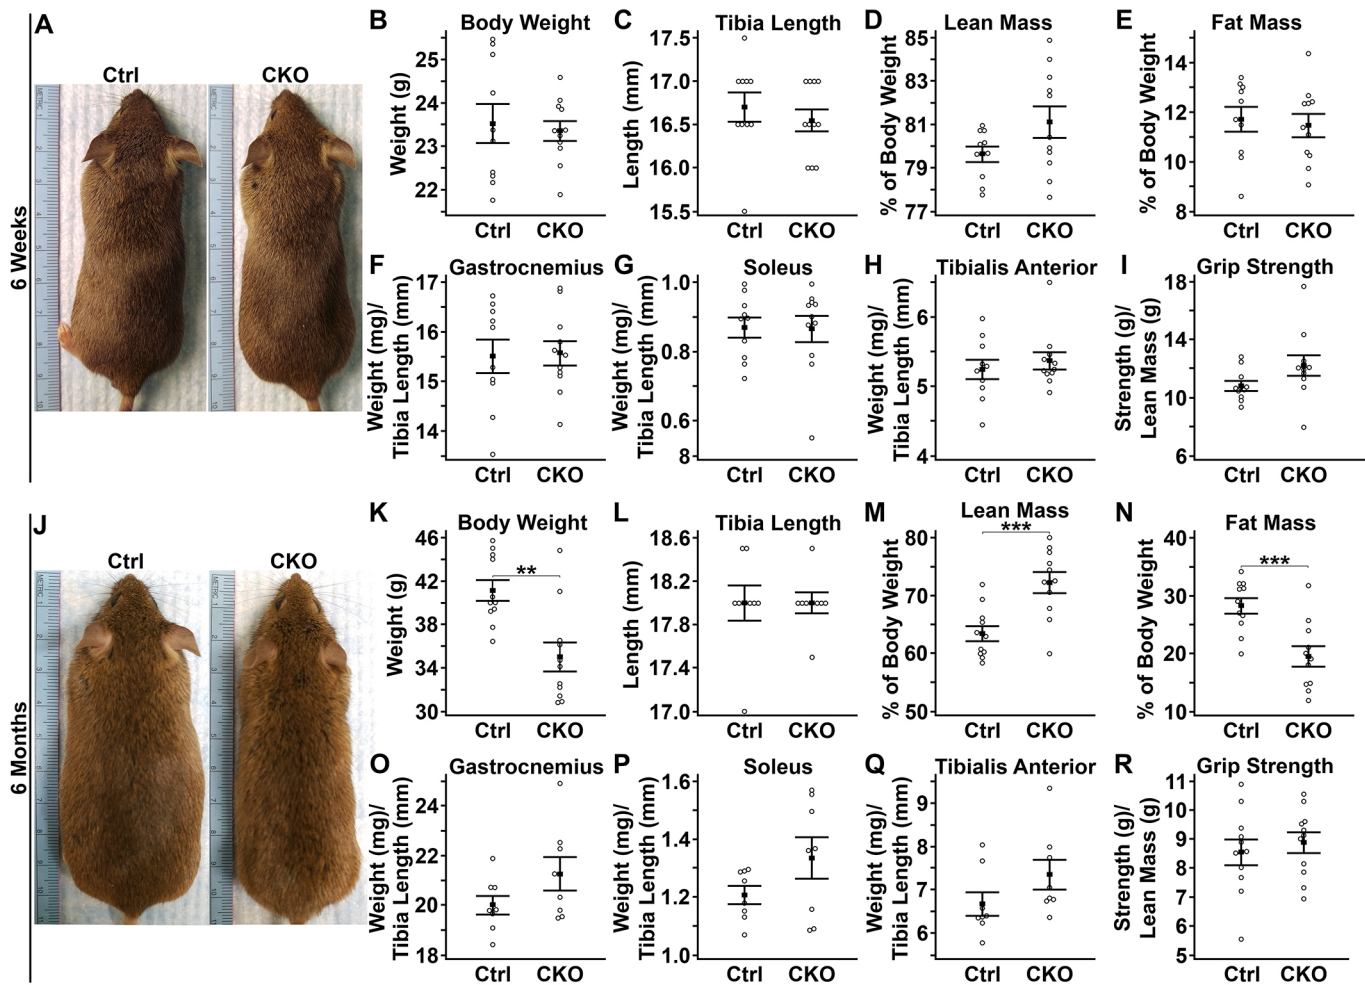 A
Ctrl
CKO
6 Weeks
B
Body Weight
Weight (g)
25
24
23
22
Ctrl
CKO
C
Tibia Length
Length (mm)
17.5
17.0
16.5
16.0
15.5
Ctrl
CKO
D
Lean Mass
% of Body Weight
85
83
81
79
77
Ctrl
CKO
E
Fat Mass
% of Body Weight
14
12
10
8
Ctrl
CKO
F
Gastrocnemius
Weight (mg)/
Tibia Length (mm)
17
16
15
14
Ctrl
CKO
G
Soleus
Weight (mg)/
Tibia Length (mm)
1.0
0.8
0.6
8
Ctrl
CKO
H
Tibialis Anterior
Weight (mg)/
Tibia Length (mm)
6
5
4
Ctrl
CKO
I
Grip Strength
Strength (g)/
Lean Mass (g)
18
14
10
6
Ctrl
CKO
J
Ctrl
CKO
6 Months
K
Body Weight
Weight (g)
46
42
38
34
30
**
Ctrl
CKO
L
Tibia Length
Length (mm)
18.6
18.2
17.8
17.4
17.0
Ctrl
CKO
M
Lean Mass
% of Body Weight
80
70
60
50
***
Ctrl
CKO
N
Fat Mass
% of Body Weight
40
30
20
10
***
Ctrl
CKO
O
Gastrocnemius
Weight (mg)/
Tibia Length (mm)
24
22
20
18
Ctrl
CKO
P
Soleus
Weight (mg)/
Tibia Length (mm)
1.6
1.4
1.2
1.0
Ctrl
CKO
Q
Tibialis Anterior
Weight (mg)/
Tibia Length (mm)
9
8
7
6
Ctrl
CKO
R
Grip Strength
Strength (g)/
Lean Mass (g)
11
10
9
8
7
6
5
Ctrl
CKO